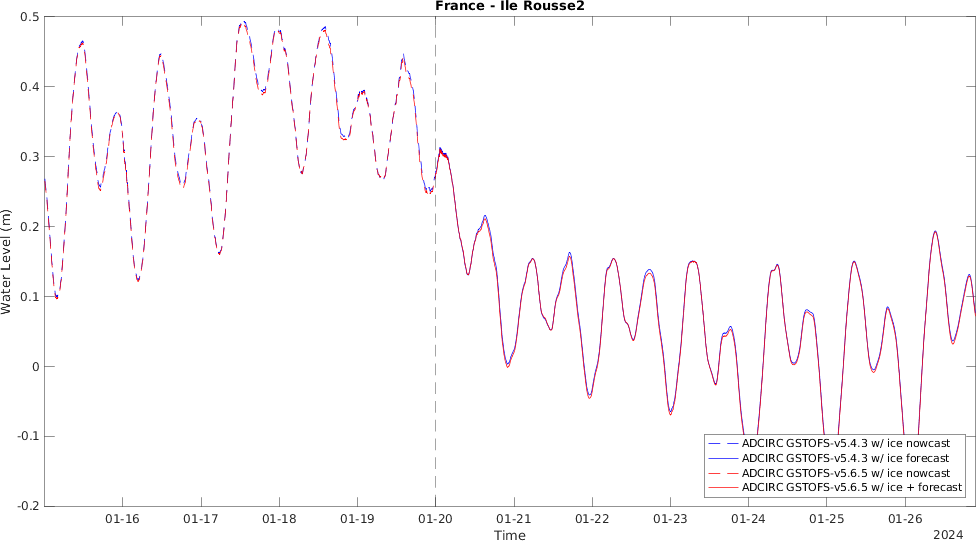 France - Ile Rousse2
0.5
0.4
0.3
0.2
0.1
0
-0.1
-0.2
Water Level (m)
01-16 01-17 01-18 01-19 01-20 01-21 01-22 01-23 01-24 01-25 01-26
Time
2024
ADCIRC GSTOFS-v5.4.3 w/ ice nowcast
ADCIRC GSTOFS-v5.4.3 w/ ice forecast
ADCIRC GSTOFS-v5.6.5 w/ ice nowcast
ADCIRC GSTOFS-v5.6.5 w/ ice + forecast